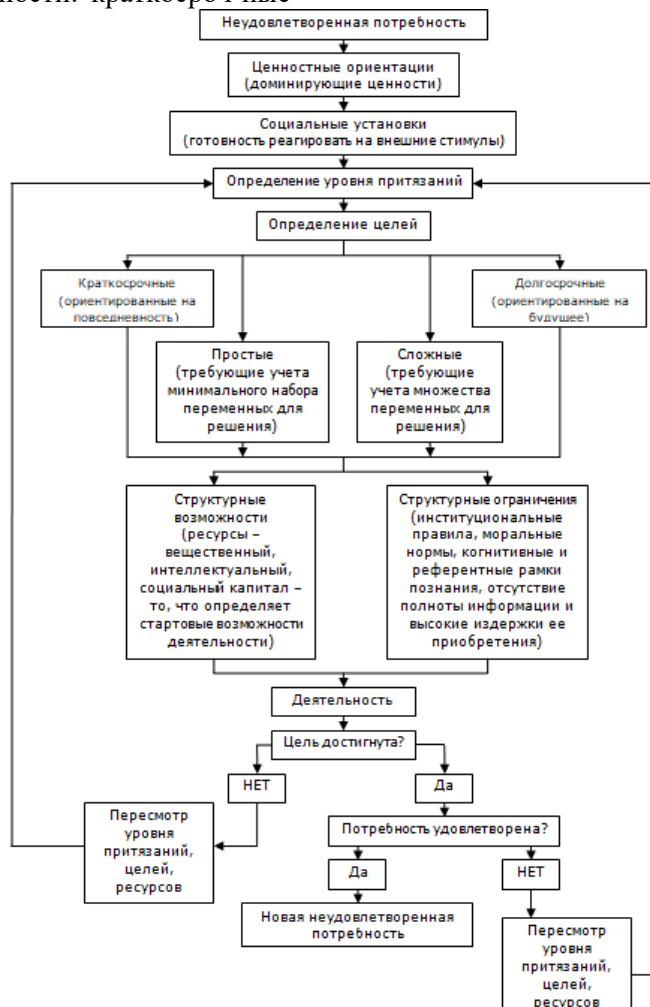 Неудовлетворенная потребность
Ценностные ориентации
(доминирующие ценности)
Социальные установки
(готовность реагировать на внешние стимулы)
Определение уровня притязаний
Определение целей
Краткосрочные
(ориентированные на
повседневность)
Долгосрочные
(ориентированные на
будущее)
Простые
(требующие учета
минимального набора
переменных для
решения)
Сложные
(требующие
учета множества
переменных для
решения)
Структурные
возможности
(ресурсы –
вещественный,
интеллектуальный,
социальный капитал –
то, что определяет
стартовые возможности
деятельности)
Структурные ограничения
(институциональные
правила, моральные
нормы, когнитивные и
референтные рамки
познания, отсутствие
полноты информации и
высокие издержки ее
приобретения)
Деятельность
Цель достигнута?
НЕТ
Да
Пересмотр
уровня
притязаний,
целей,
ресурсов
Потребность удовлетворена?
Да
НЕТ
Новая неудовлетворенная
потребность
Пересмотр
уровня
притязаний,
целей,
ресурсов